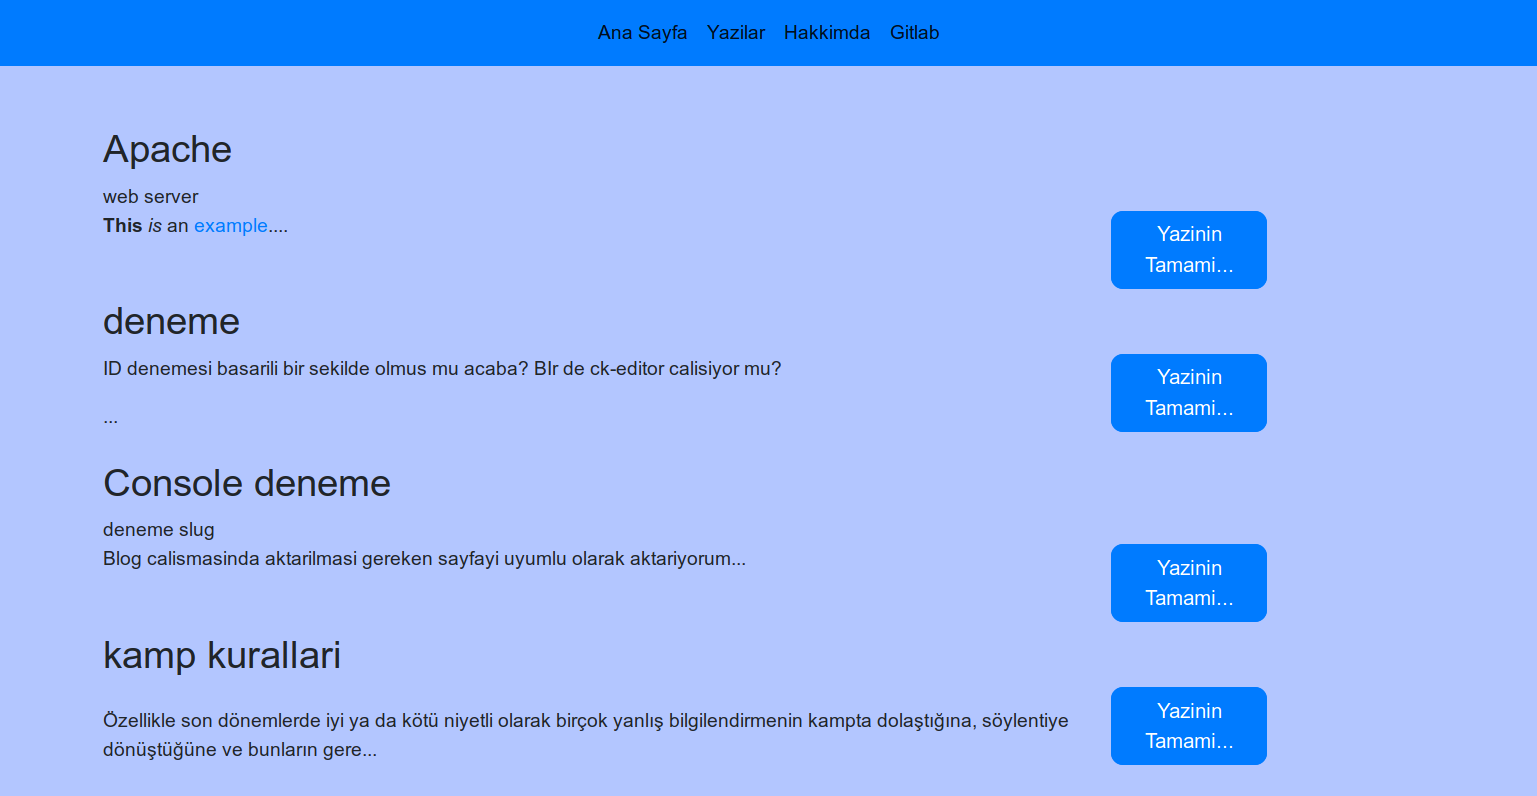 Ana Sayfa Yazilar Hakkimda Gitlab
Apache
web server
This is an example....
Yazinin
Tamami...
deneme
ID denemesi basarili bir sekilde olmus mu acaba? BIr de ck-editor calisiyor mu?
...
Yazinin
Tamami...
Console deneme
deneme slug
Blog calismasinda aktarilmasi gereken sayfayi uyumlu olarak aktariyorum...
Yazinin
Tamami...
kamp kurallari
Özellikle son dönemlerde iyi ya da kötü niyetli olarak birçok yanlış bilgilendirmenin kampta dolaştığına, söylentiye
dönüştüğüne ve bunların gere...
Yazinin
Tamami...